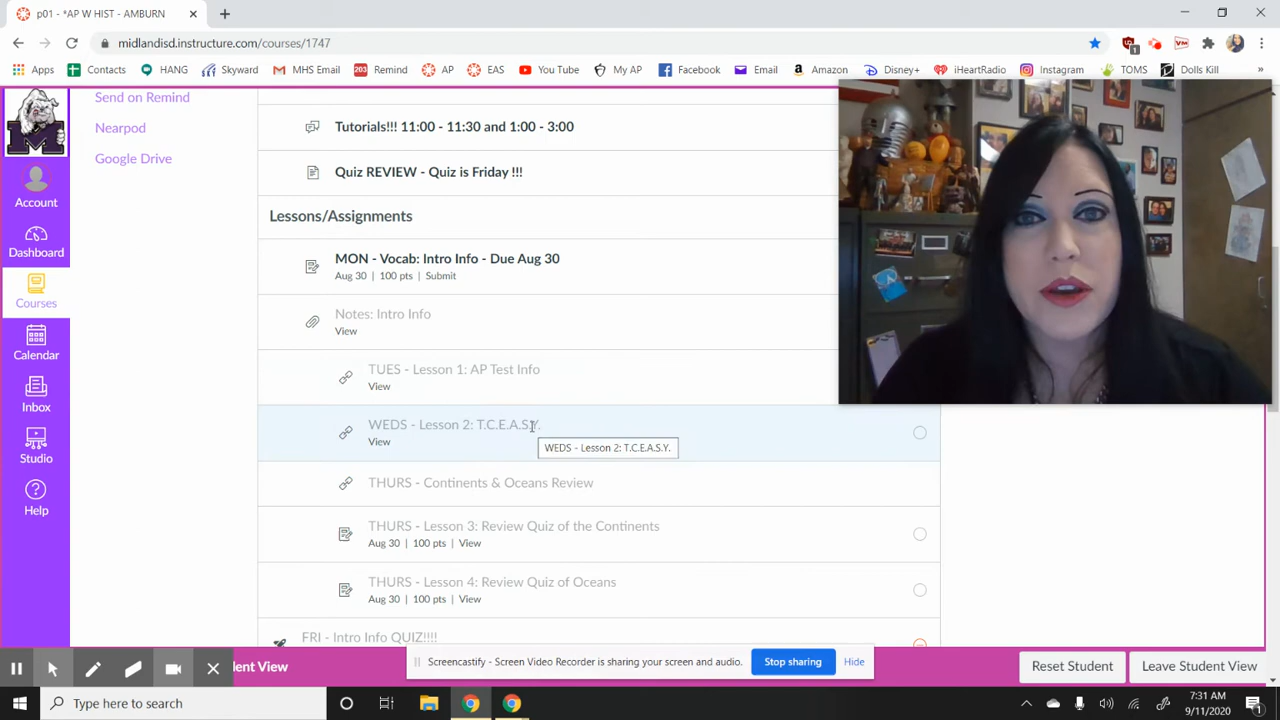 p01 - *AP W HIST - AMBURN
midlandisd.instructure.com/courses/1747
Apps
Contacts
HANG
Skyward
MHS Email
203
Remind
AP
EAS
You Tube
My AP
Facebook
Email
Amazon
Disney+
iHeartRadio
Instagram
TOMS
Dolls Kill
»
1
VM
M
Account
Dashboard
Courses
Calendar
Inbox
Studio
Help
Send on Remind
Nearpod
Google Drive
Tutorials!!! 11:00 - 11:30 and 1:00 - 3:00
Quiz REVIEW - Quiz is Friday !!!
Lessons/Assignments
MON - Vocab: Intro Info - Due Aug 30
Aug 30 | 100 pts | Submit
Notes: Intro Info
View
TUES - Lesson 1: AP Test Info
View
WEDS - Lesson 2: T.C.E.A.S.Y.
View
WEDS - Lesson 2: T.C.E.A.S.Y.
THURS - Continents & Oceans Review
THURS - Lesson 3: Review Quiz of the Continents
Aug 30 | 100 pts | View
THURS - Lesson 4: Review Quiz of Oceans
Aug 30 | 100 pts | View
FRI - Intro Info QUIZ!!!!
dent View
Screencastify - Screen Video Recorder is sharing your screen and audio.
Stop sharing
Hide
Reset Student
Leave Student View
Type here to search
7:31 AM
9/11/2020
1